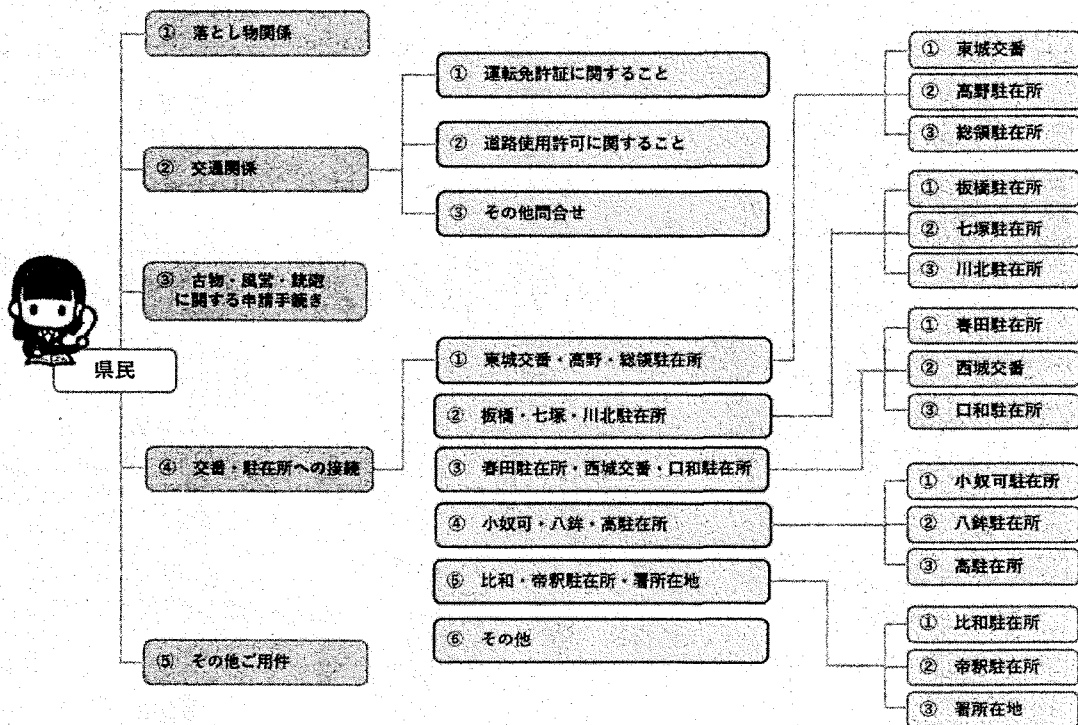 県民
① 落とし物関係
② 交通関係
③ 古物・風営・銃砲
に関する申請手続き
④ 交番・駐在所への接続
⑤ その他ご用件
① 運転免許証に関すること
② 道路使用許可に関すること
③ その他問合せ
① 東城交番・高野・総領駐在所
② 板橋・七塚・川北駐在所
③ 春田駐在所・西城交番・口和駐在所
④ 小奴可・八鉾・高駐在所
⑤ 比和・帝釈駐在所・署所在地
⑥ その他
① 東城交番
② 高野駐在所
③ 総領駐在所
① 板橋駐在所
② 七塚駐在所
③ 川北駐在所
① 春田駐在所
② 西城交番
③ 口和駐在所
① 小奴可駐在所
② 八鉾駐在所
③ 高駐在所
① 比和駐在所
② 帝釈駐在所
③ 署所在地